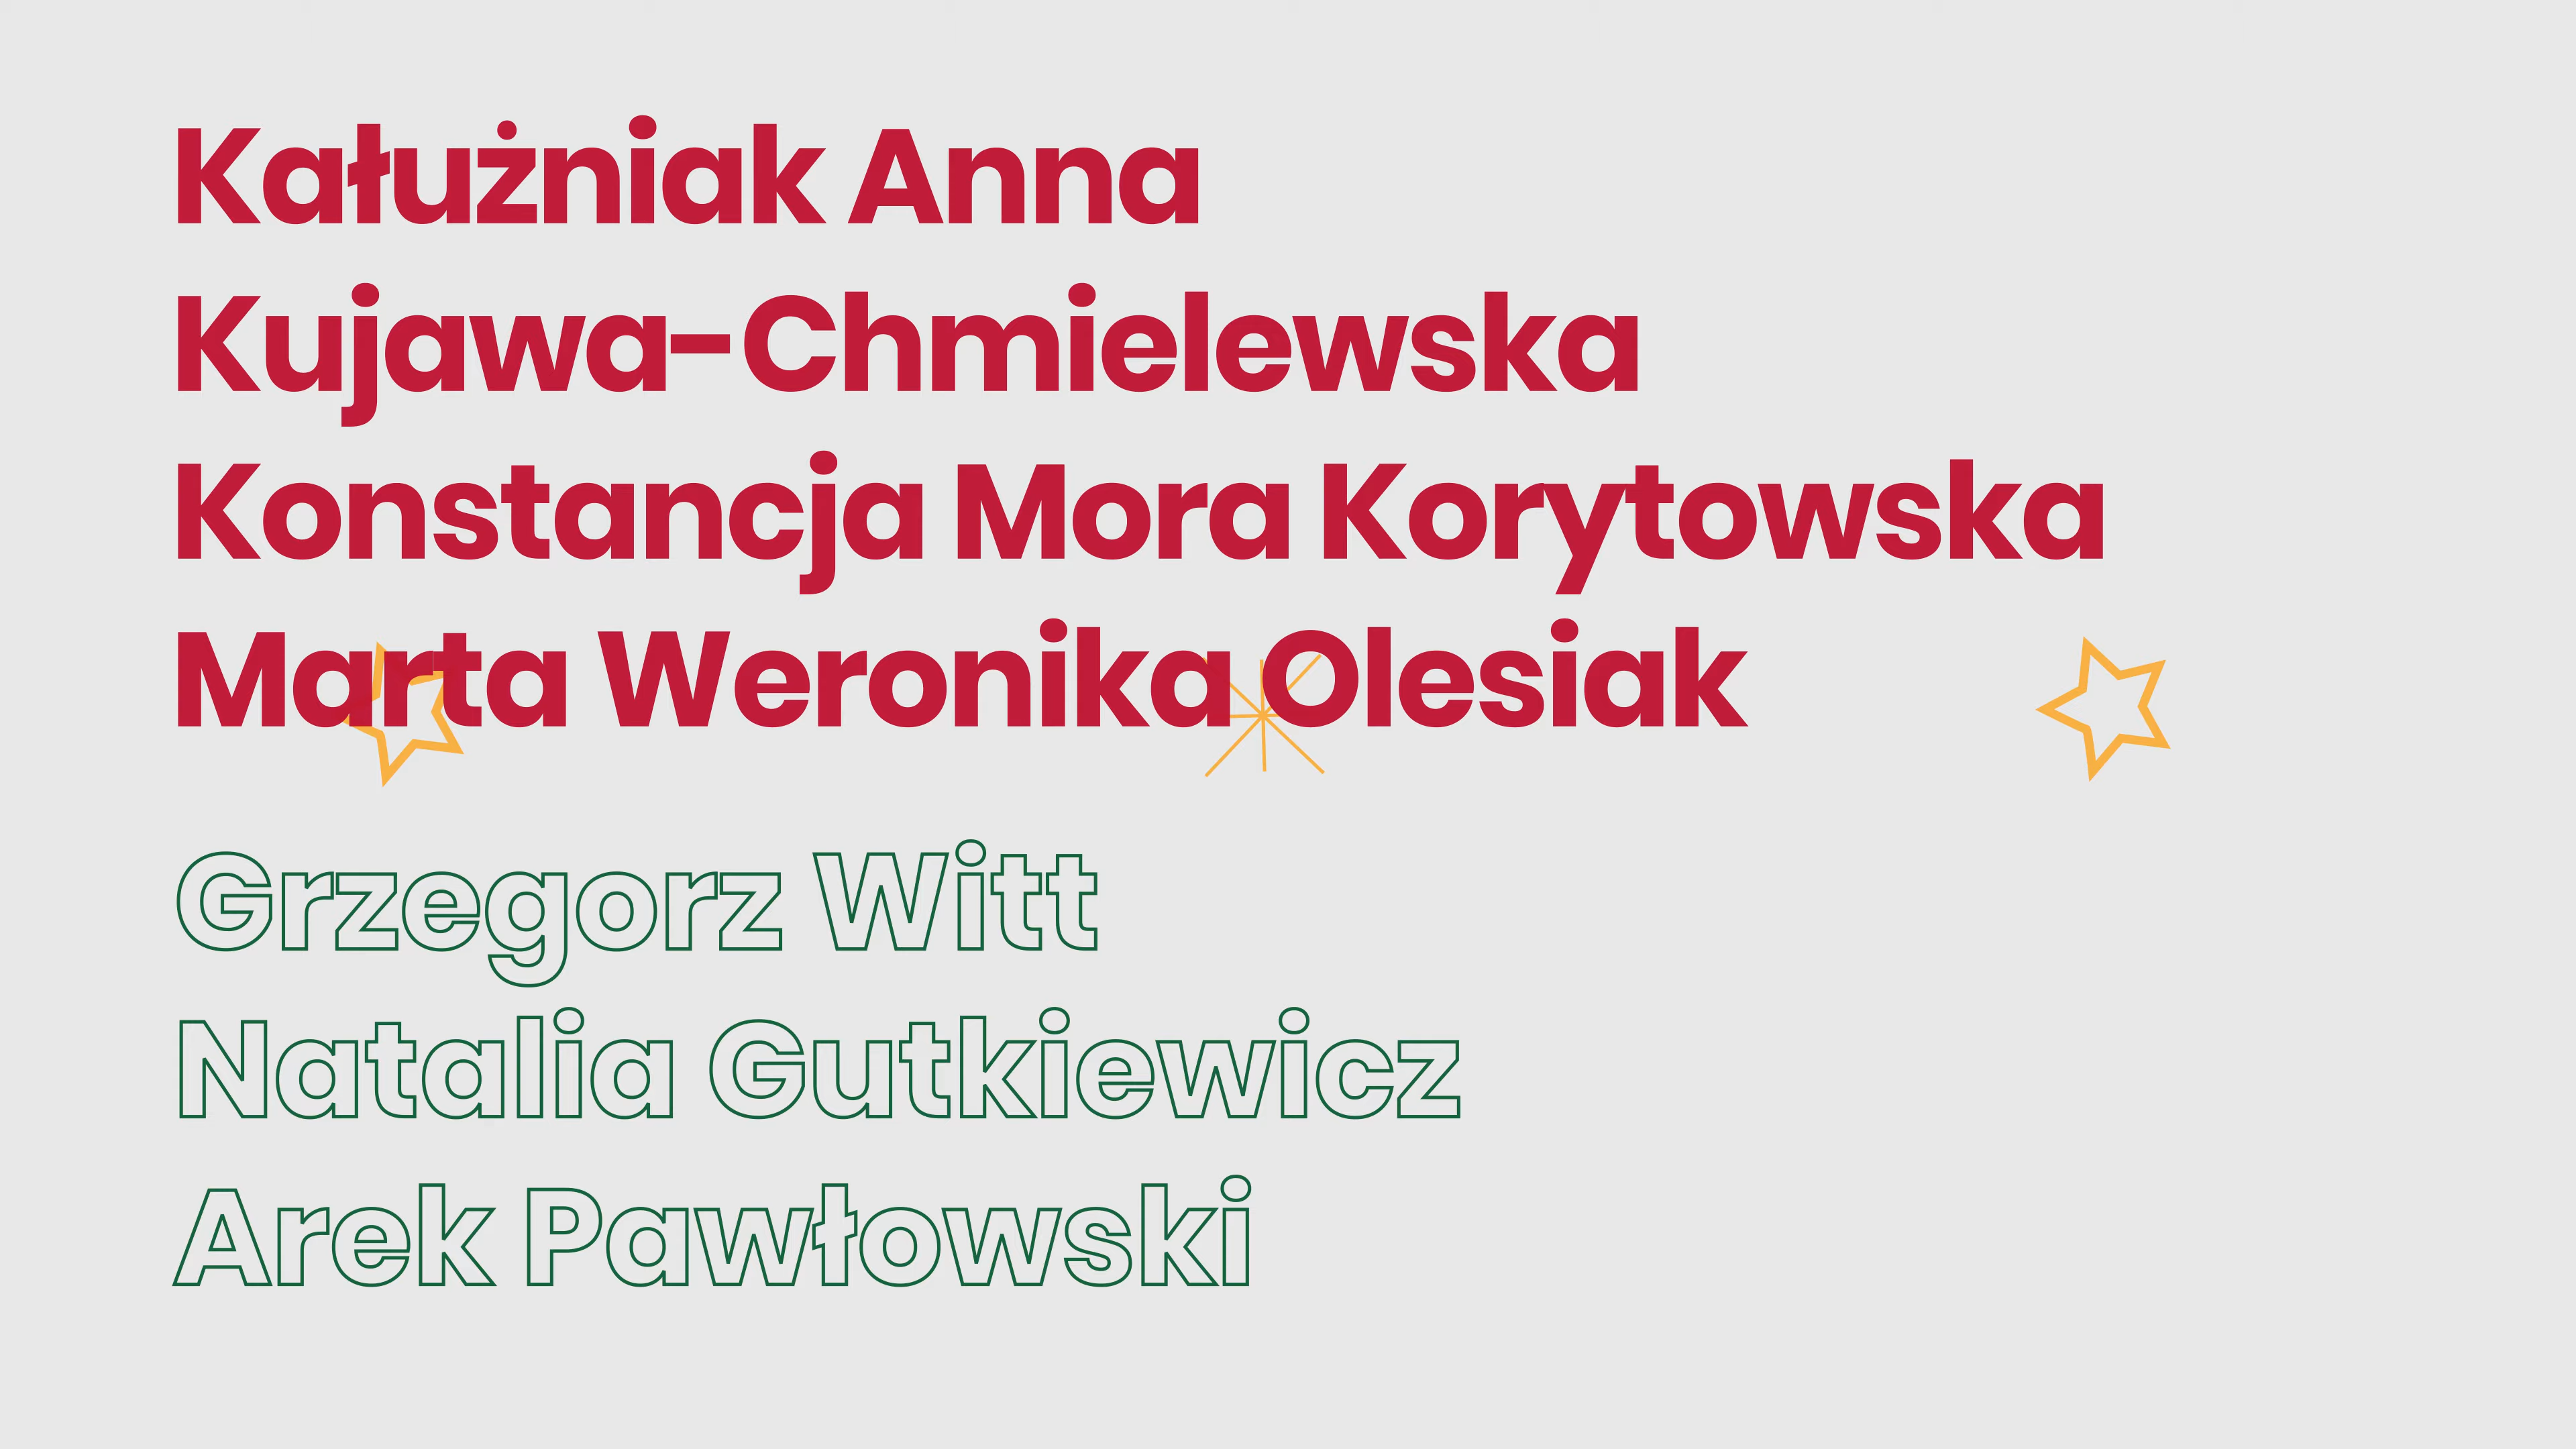 Kałużniak Anna
Kujawa-Chmielewska
Konstancja Mora Korytowska
Marta Weronika Olesiak
Grzegorz Witt
Natalia Gutkiewicz
Arek Pawłowski